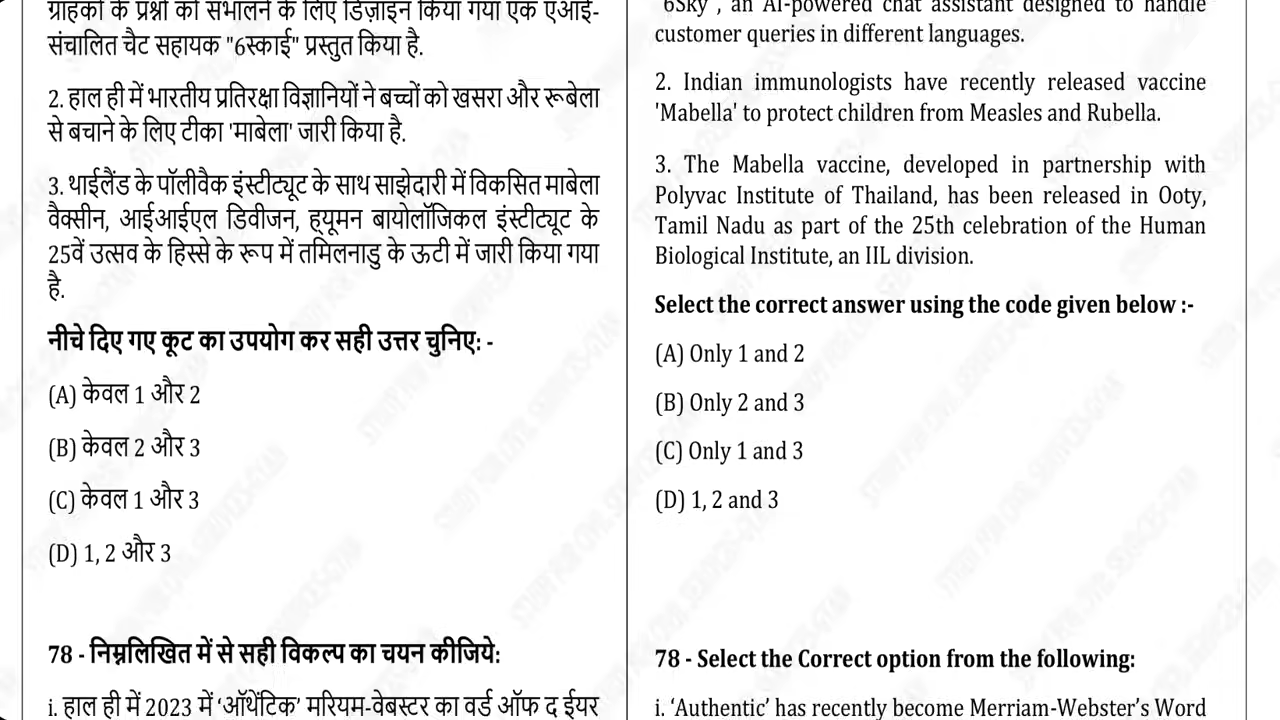 ग्राहकों के प्रश्नों को संभालने के लिए डिज़ाइन किया गया एक एआई-
संचालित चैट सहायक "6स्काई" प्रस्तुत किया है.
2. हाल ही में भारतीय प्रतिरक्षा विज्ञानियों ने बच्चों को खसरा और रूबेला
से बचाने के लिए टीका 'माबेला' जारी किया है.
3. थाईलैंड के पॉलीवैक इंस्टीट्यूट के साथ साझेदारी में विकसित माबेला
वैक्सीन, आईआईएल डिवीजन, ह्यूमन बायोलॉजिकल इंस्टीट्यूट के
25वें उत्सव के हिस्से के रूप में तमिलनाडु के ऊटी में जारी किया गया
है.
नीचे दिए गए कूट का उपयोग कर सही उत्तर चुनिए: -
(A) केवल 1 और 2
(B) केवल 2 और 3
(C) केवल 1 और 3
(D) 1, 2 और 3
78 - निम्नलिखित में से सही विकल्प का चयन कीजिये:
i. हाल ही में 2023 में ‘ऑथेंटिक’ मरियम-वेबस्टर का वर्ड ऑफ द ईयर
"6Sky", an AI-powered chat assistant designed to handle
customer queries in different languages.
2. Indian immunologists have recently released vaccine
'Mabella' to protect children from Measles and Rubella.
3. The Mabella vaccine, developed in partnership with
Polyvac Institute of Thailand, has been released in Ooty,
Tamil Nadu as part of the 25th celebration of the Human
Biological Institute, an IIL division.
Select the correct answer using the code given below :-
(A) Only 1 and 2
(B) Only 2 and 3
(C) Only 1 and 3
(D) 1, 2 and 3
78 - Select the Correct option from the following:
i. ‘Authentic’ has recently become Merriam-Webster’s Word